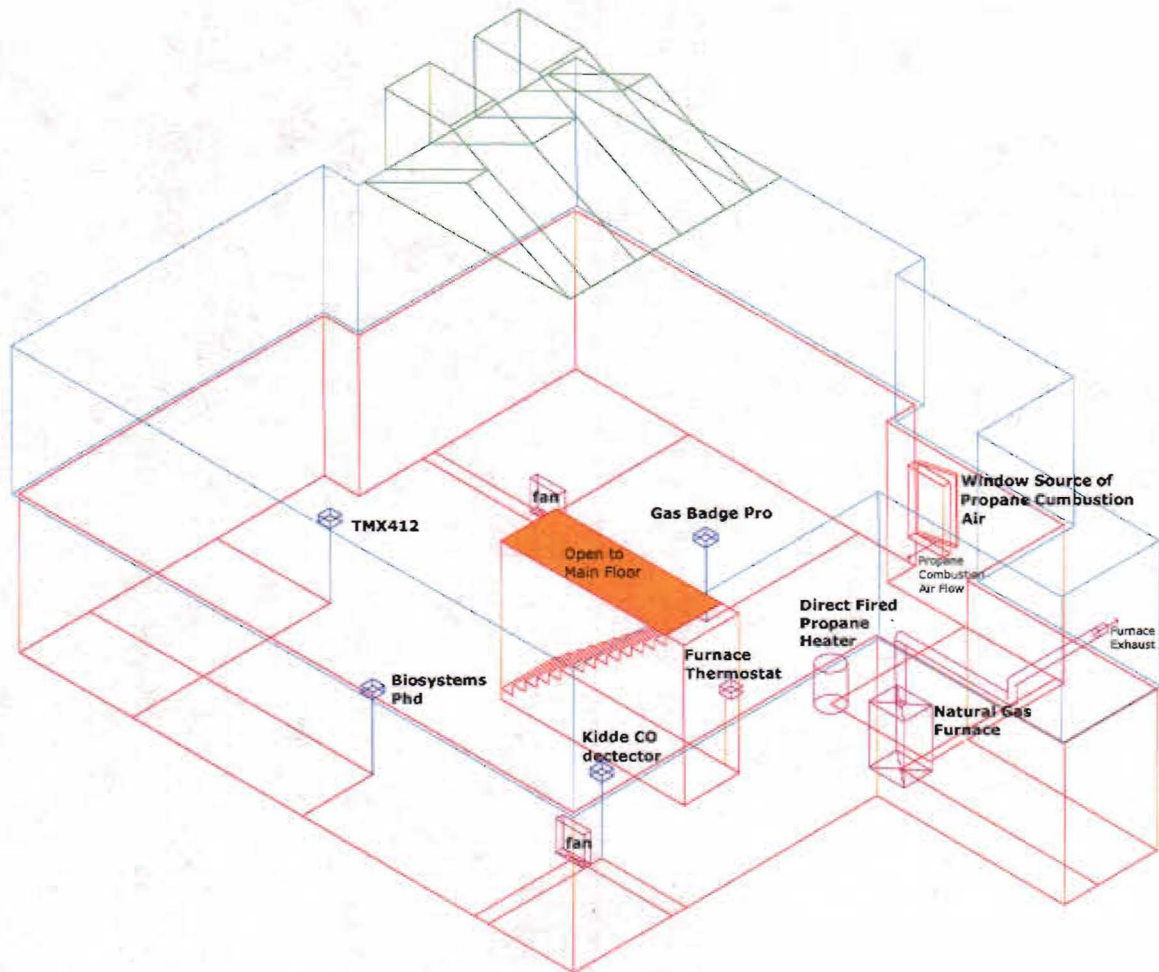 Window Source of
Propane Cumbustion
Air
fan
Gas Badge Pro
TMX412
Open to
Main Floor
Propane
Combustion
Air Flow
Direct Fired
Propane
Heater
Furnace
Exhaust
Furnace
Thermostat
Biosystems
Phd
Natural Gas
Furnace
Kidde CO
dectector
fan